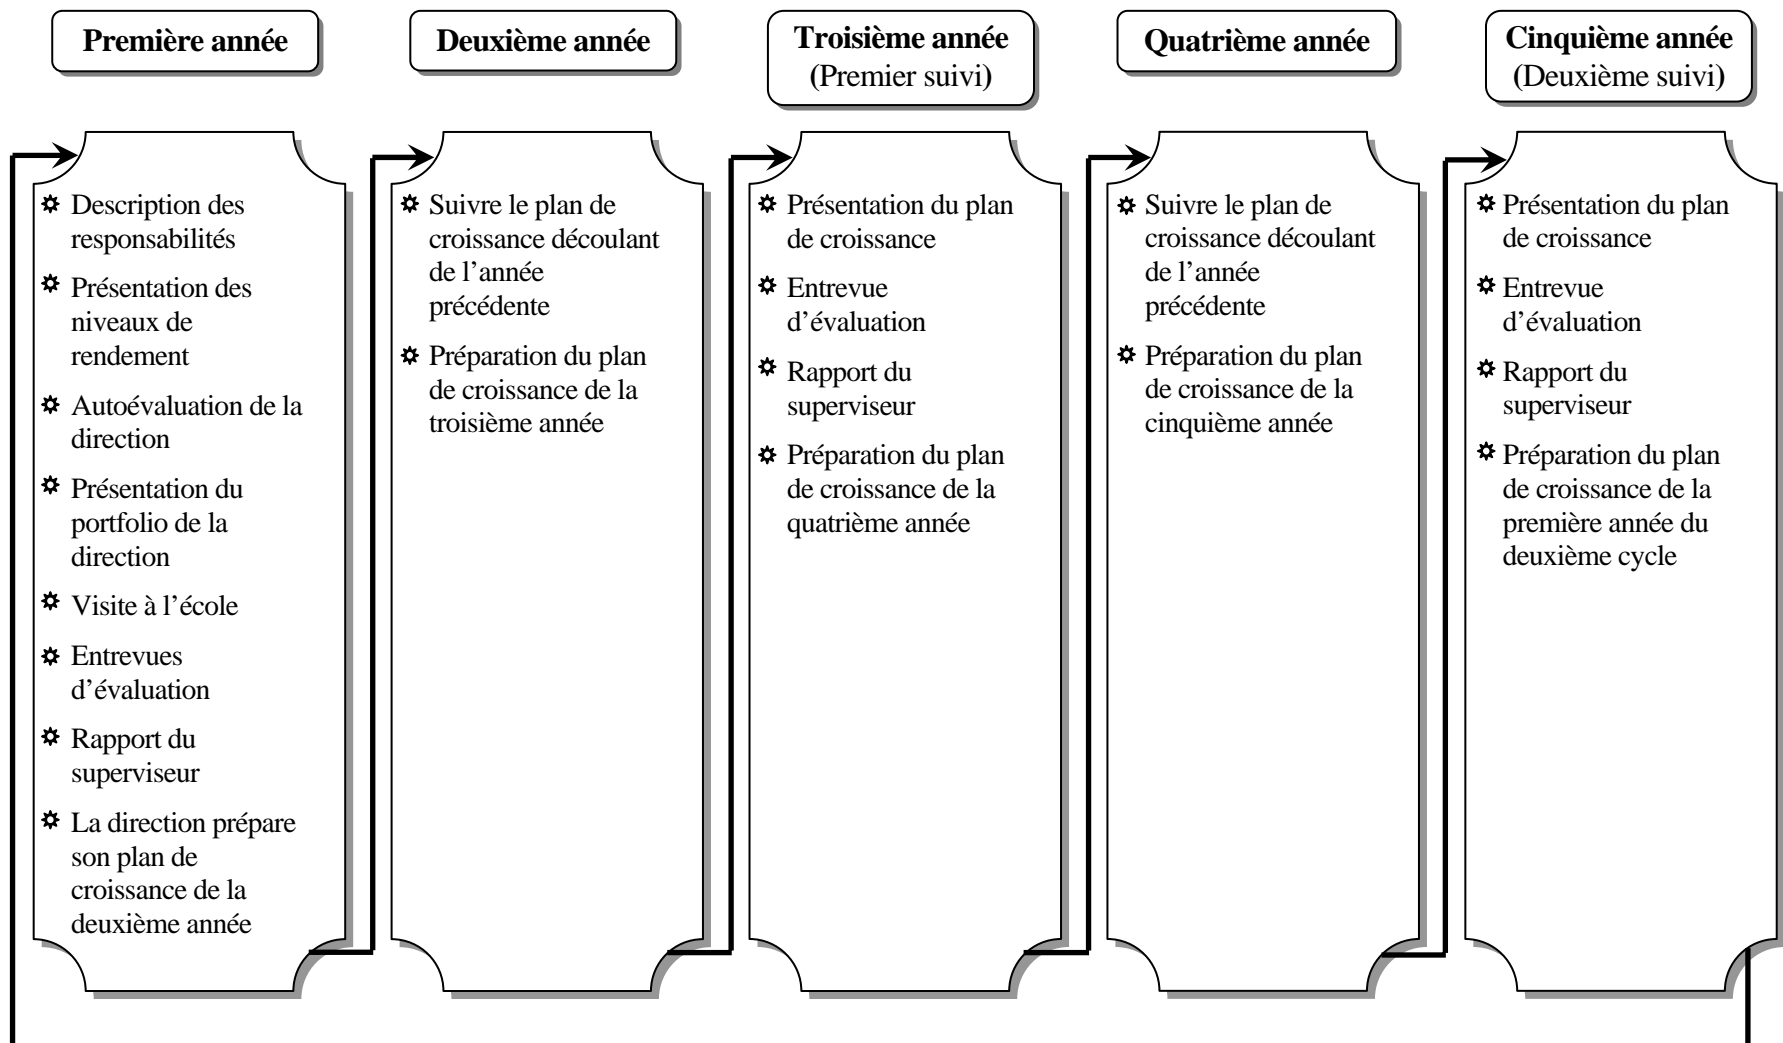 Première année
Deuxième année
Troisième année
(Premier suivi)
Quatrième année
Cinquième année
(Deuxième suivi)
Description des
responsabilités
Présentation des
niveaux de
rendement
Autoévaluation de la
direction
Présentation du
portfolio de la
direction
Visite à l’école
Entrevues
d’évaluation
Rapport du
superviseur
La direction prépare
son plan de
croissance de la
deuxième année
Suivre le plan de
croissance découlant
de l’année
précédente
Préparation du plan
de croissance de la
troisième année
Présentation du plan
de croissance
Entrevue
d’évaluation
Rapport du
superviseur
Préparation du plan
de croissance de la
quatrième année
Suivre le plan de
croissance découlant
de l’année
précédente
Préparation du plan
de croissance de la
cinquième année
Présentation du plan
de croissance
Entrevue
d’évaluation
Rapport du
superviseur
Préparation du plan
de croissance de la
première année du
deuxième cycle